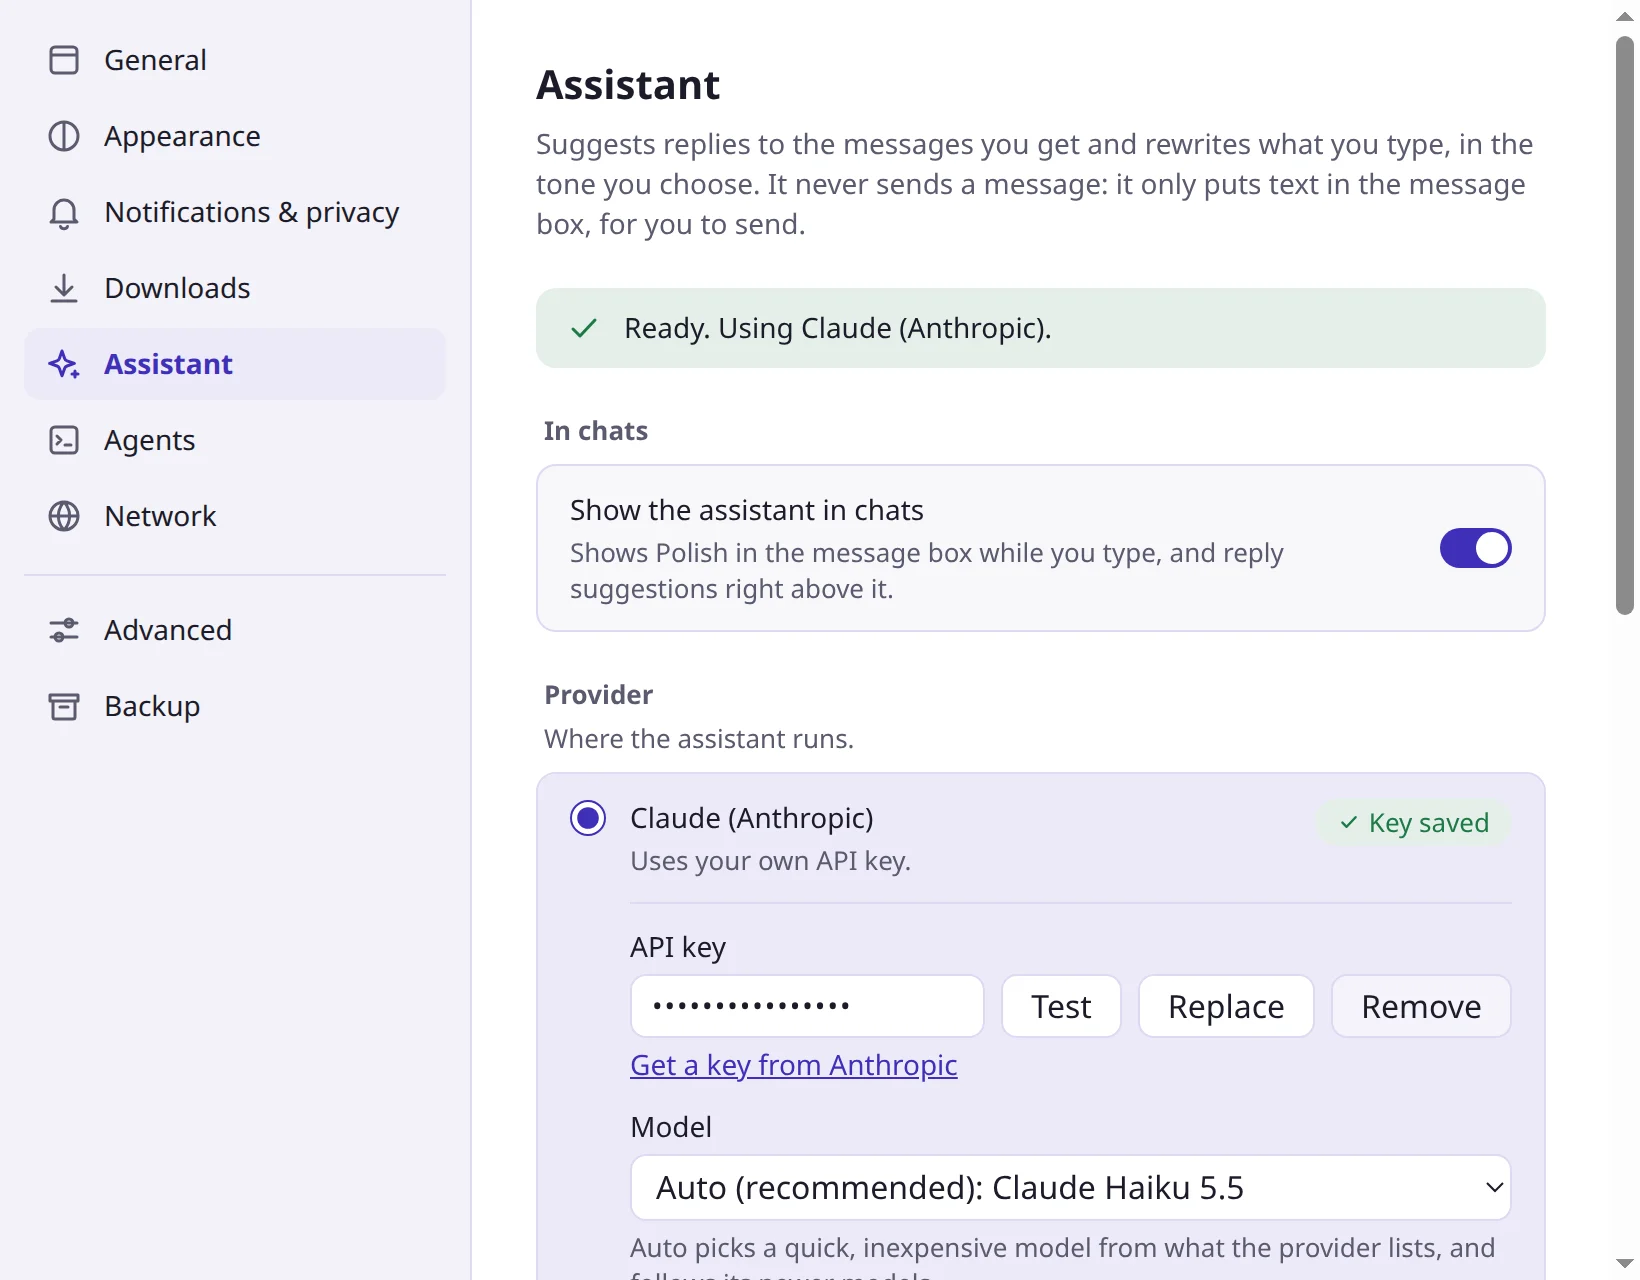 General
Appearance
Notifications & privacy
Downloads
Assistant
Agents
Network
Advanced
Backup
Assistant
Suggests replies to the messages you get and rewrites what you type, in the
tone you choose. It never sends a message: it only puts text in the message
box, for you to send.
Ready. Using Claude (Anthropic).
In chats
Show the assistant in chats
Shows Polish in the message box while you type, and reply
suggestions right above it.
Provider
Where the assistant runs.
Claude (Anthropic)
Key saved
Uses your own API key.
API key
••••••••••••••••
Test
Replace
Remove
Get a key from Anthropic
Model
Auto (recommended): Claude Haiku 5.5
Auto picks a quick, inexpensive model from what the provider lists, and
follows its newer models.